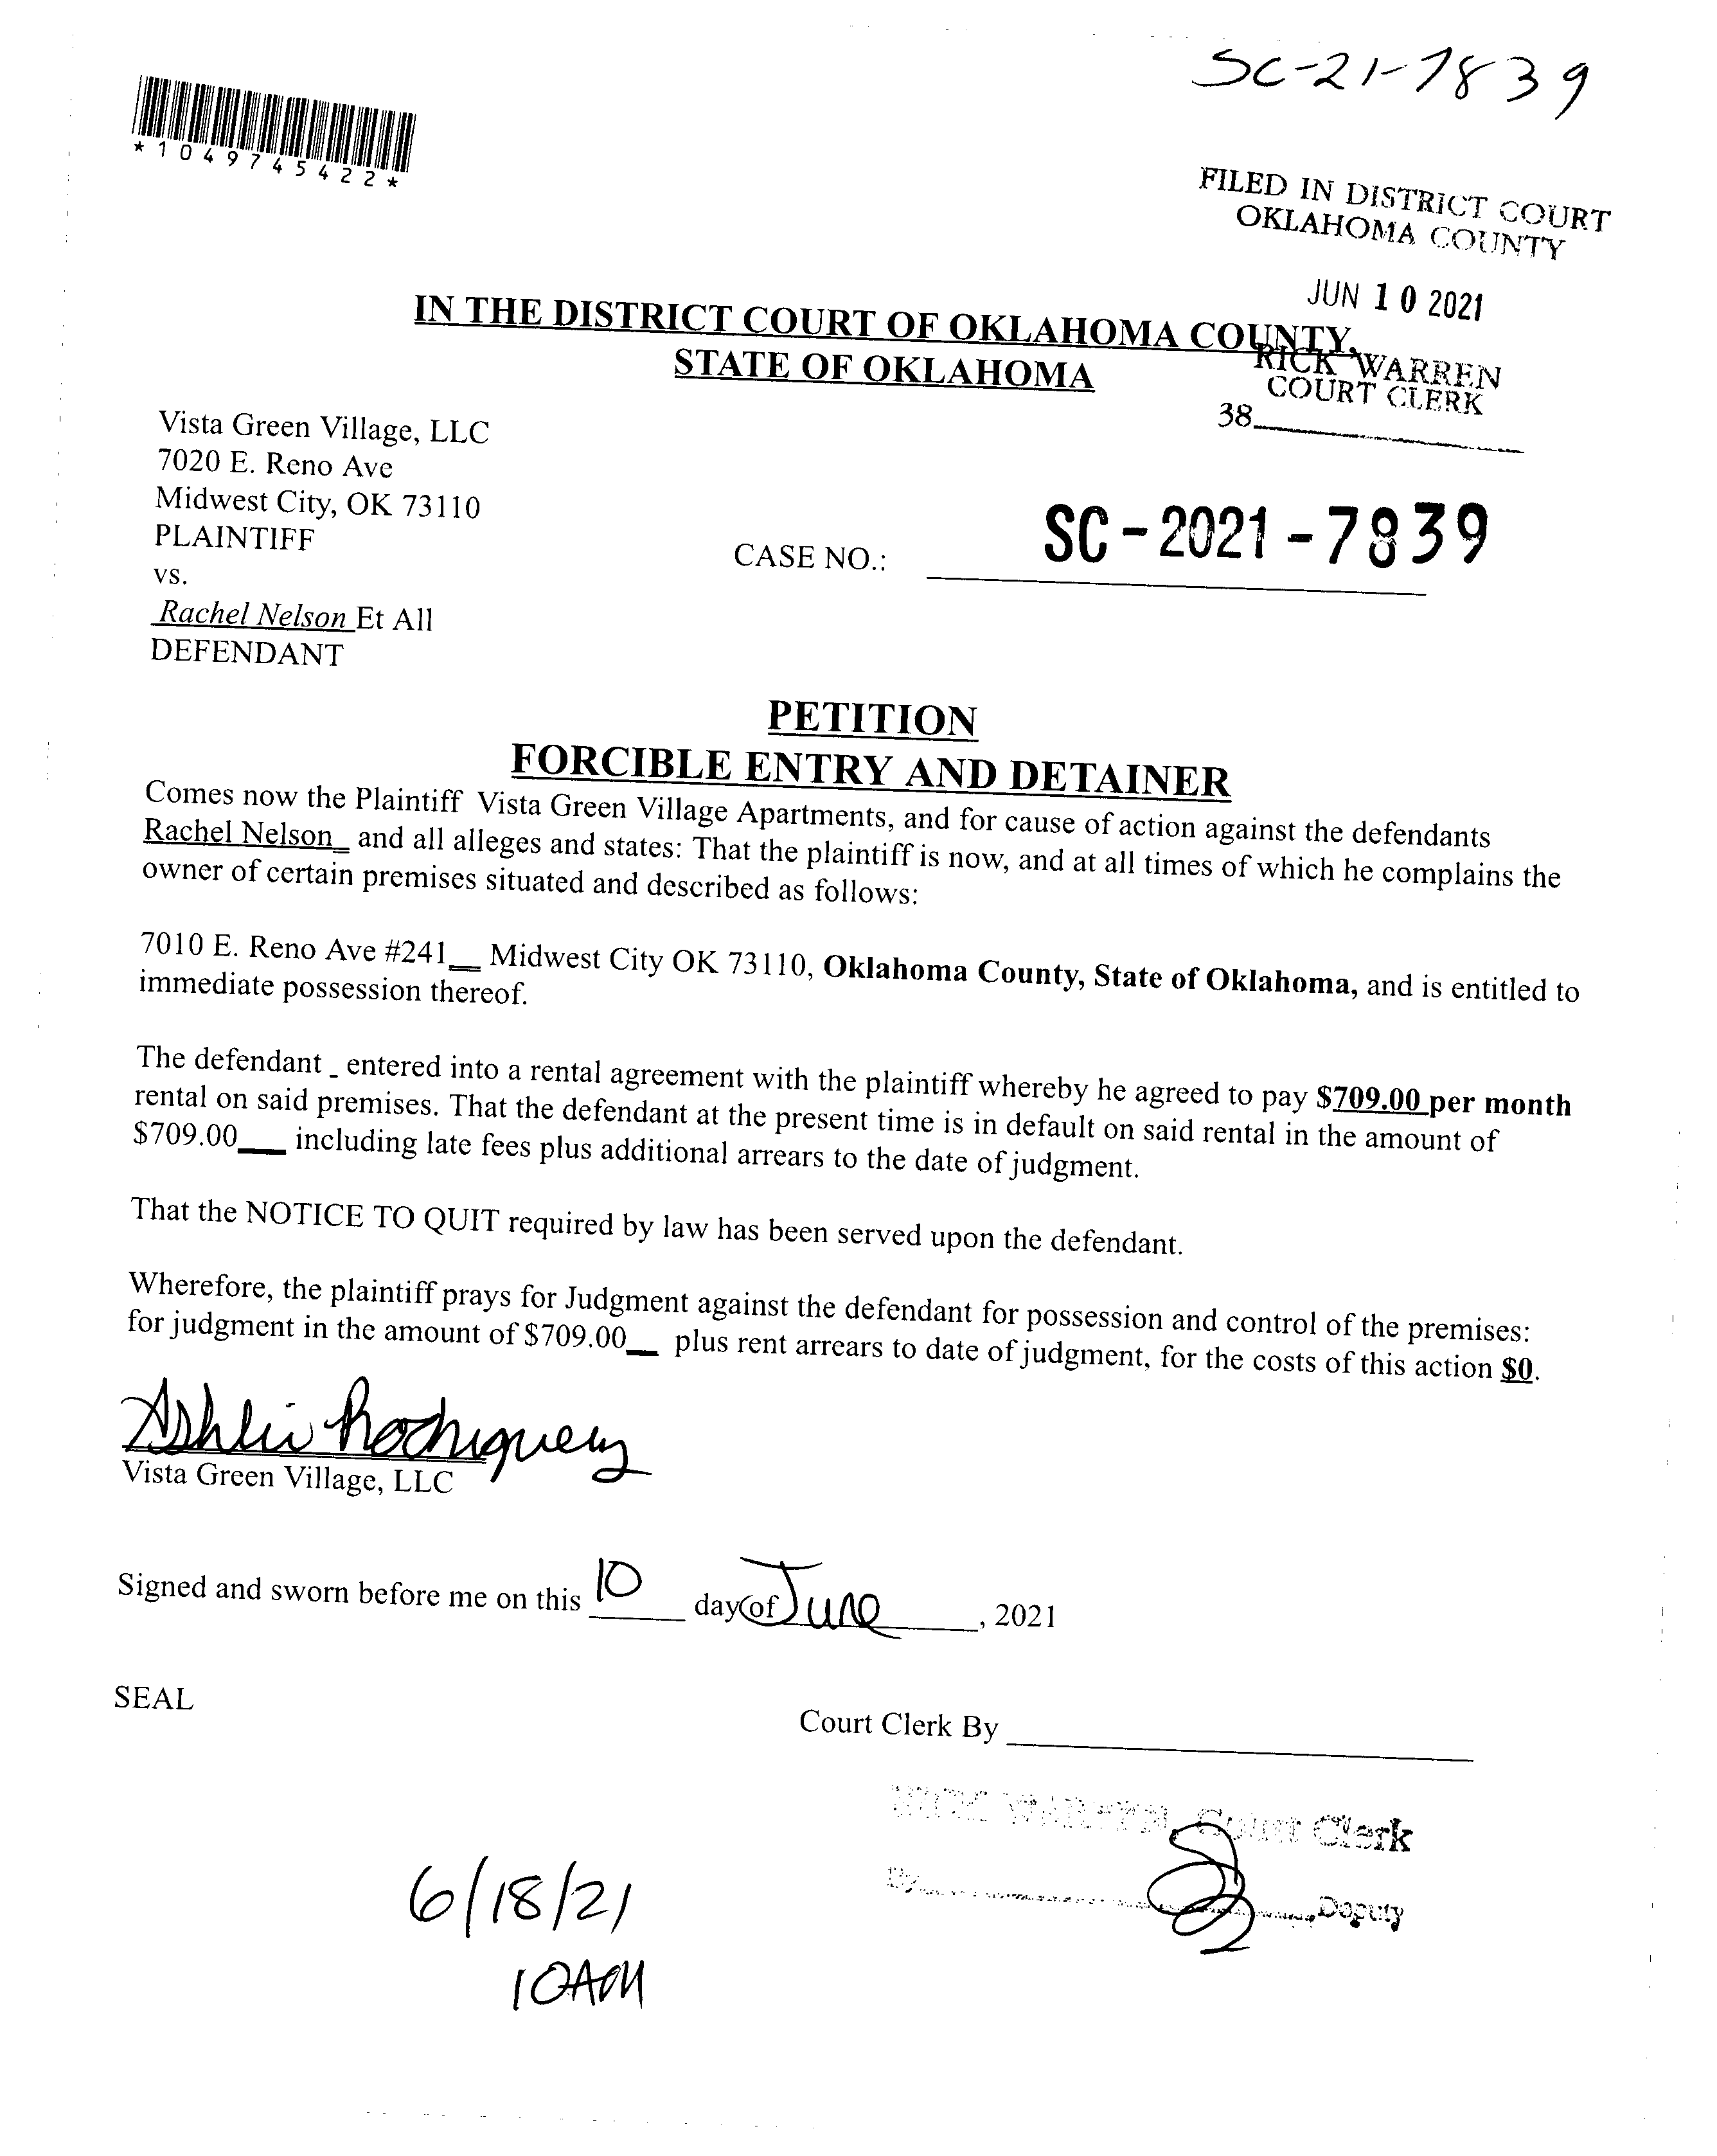 SC-21-7839
*1049745422*
FILED IN DISTRICT COURT
OKLAHOMA COUNTY
JUN 10 2021
RICK WARREN
COURT CLERK
38
IN THE DISTRICT COURT OF OKLAHOMA COUNTY,
STATE OF OKLAHOMA
Vista Green Village, LLC
7020 E. Reno Ave
Midwest City, OK 73110
PLAINTIFF
vs.
Rachel Nelson Et All
DEFENDANT
CASE NO.: SC-2021-7839
PETITION
FORCIBLE ENTRY AND DETAINER
Comes now the Plaintiff Vista Green Village Apartments, and for cause of action against the defendants
Rachel Nelson_ and all alleges and states: That the plaintiff is now, and at all times of which he complains the
owner of certain premises situated and described as follows:
7010 E. Reno Ave #241__ Midwest City OK 73110, Oklahoma County, State of Oklahoma, and is entitled to
immediate possession thereof.
The defendant _ entered into a rental agreement with the plaintiff whereby he agreed to pay $709.00 per month
rental on said premises. That the defendant at the present time is in default on said rental in the amount of
$709.00___ including late fees plus additional arrears to the date of judgment.
That the NOTICE TO QUIT required by law has been served upon the defendant.
Wherefore, the plaintiff prays for Judgment against the defendant for possession and control of the premises:
for judgment in the amount of $709.00__ plus rent arrears to date of judgment, for the costs of this action $0.
Ashlie Rodriguez
Vista Green Village, LLC
Signed and sworn before me on this 10 day of June, 2021
SEAL
Court Clerk By
RICK WARREN, Court Clerk
By Deputy
6/18/21
10AM